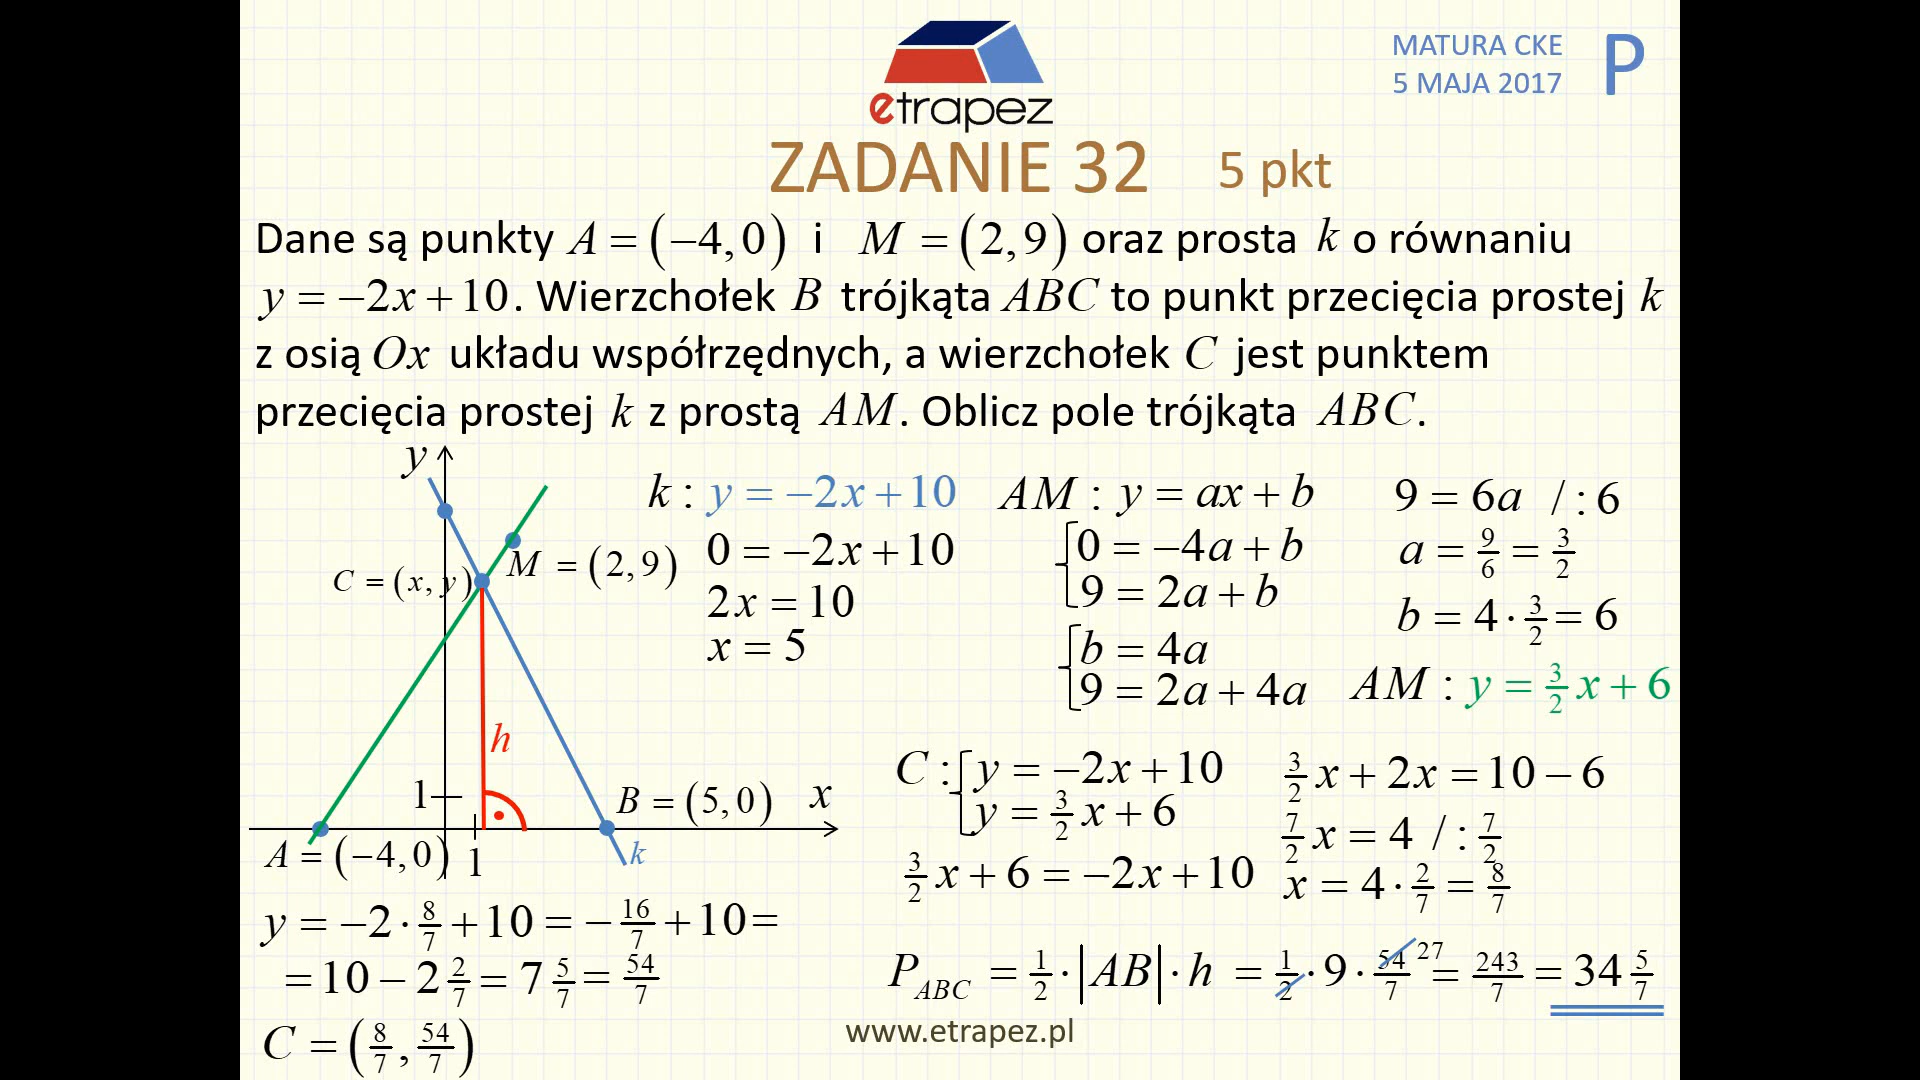 etrapez
MATURA CKE
5 MAJA 2017
P
ZADANIE 32 5 pkt
Dane są punkty A = (−4, 0) i M = (2, 9) oraz prosta k o równaniu
y = −2x + 10. Wierzchołek B trójkąta ABC to punkt przecięcia prostej k
z osią Ox układu współrzędnych, a wierzchołek C jest punktem
przecięcia prostej k z prostą AM. Oblicz pole trójkąta ABC.
y
C = (x, y)
M = (2, 9)
h
1
B = (5, 0)
x
A = (−4, 0)
1
k
k : y = −2x + 10
0 = −2x + 10
2x = 10
x = 5
AM : y = ax + b
0 = −4a + b
9 = 2a + b
b = 4a
9 = 2a + 4a
9 = 6a / : 6
a = 9/6 = 3/2
b = 4 · 3/2 = 6
AM : y = 3/2 x + 6
C : y = −2x + 10
y = 3/2 x + 6
3/2 x + 6 = −2x + 10
3/2 x + 2x = 10 − 6
7/2 x = 4 / : 7/2
x = 4 · 2/7 = 8/7
y = −2 · 8/7 + 10 = − 16/7 + 10 =
= 10 − 2 2/7 = 7 5/7 = 54/7
C = (8/7, 54/7)
P ABC = 1/2 · |AB| · h = 1/2 · 9 · 54/7 27 = 243/7 = 34 5/7
www.etrapez.pl